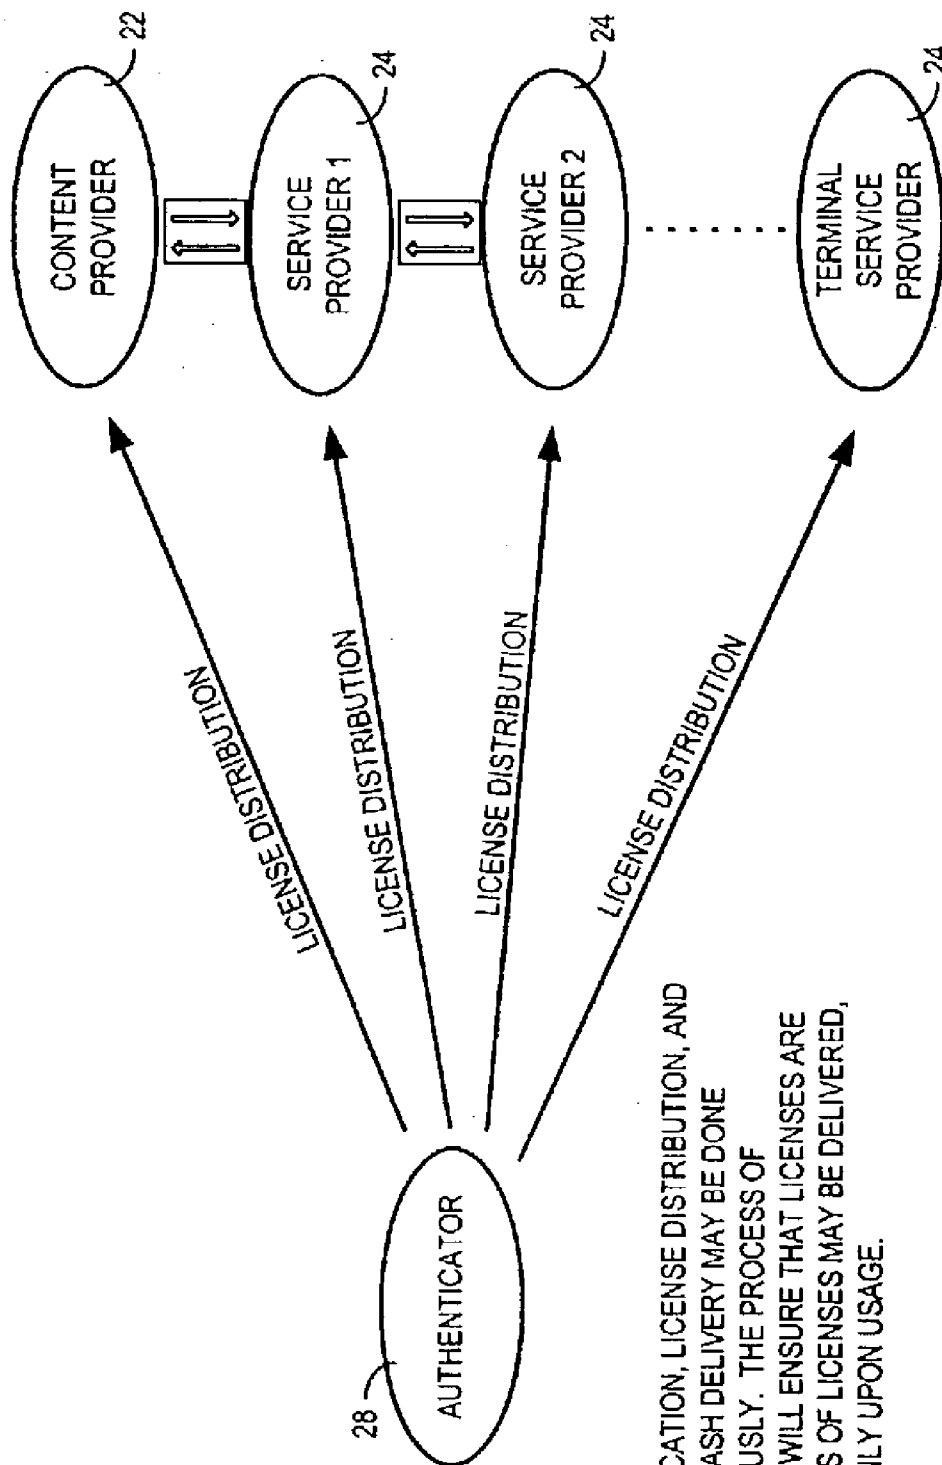 CONTENT
PROVIDER
22
SERVICE
PROVIDER 1
24
SERVICE
PROVIDER 2
24
TERMINAL
SERVICE
PROVIDER
24
LICENSE DISTRIBUTION
LICENSE DISTRIBUTION
LICENSE DISTRIBUTION
LICENSE DISTRIBUTION
28
AUTHENTICATOR
CATION, LICENSE DISTRIBUTION, AND
ASH DELIVERY MAY BE DONE
USLY. THE PROCESS OF
WILL ENSURE THAT LICENSES ARE
S OF LICENSES MAY BE DELIVERED,
NLY UPON USAGE.